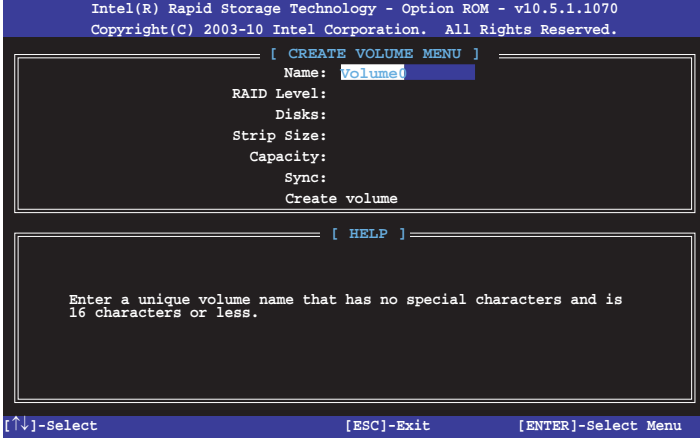 Intel(R) Rapid Storage Technology - Option ROM - v10.5.1.1070
Copyright(C) 2003-10 Intel Corporation. All Rights Reserved.
[ CREATE VOLUME MENU ]
Name: Volume0
RAID Level:
Disks:
Strip Size:
Capacity:
Sync:
Create volume
[ HELP ]
Enter a unique volume name that has no special characters and is
16 characters or less.
[↑↓]-Select [ESC]-Exit [ENTER]-Select Menu